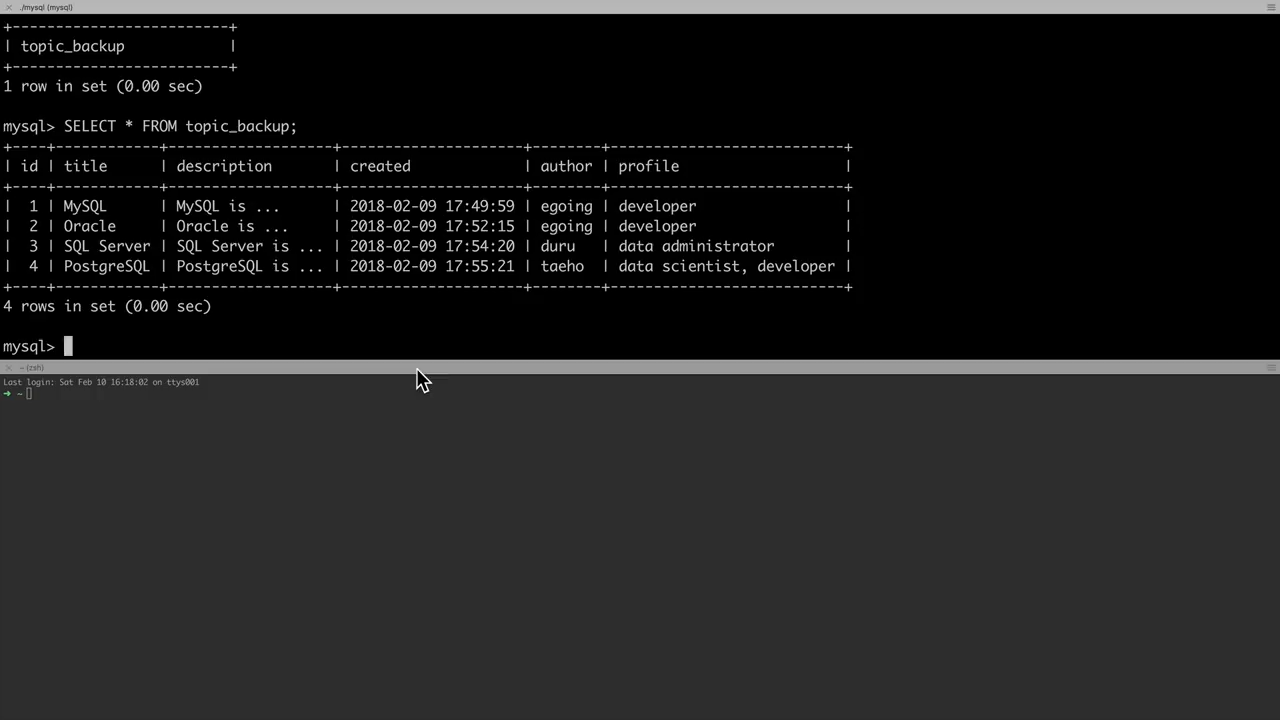 ./mysql (mysql)
+-------------------------+
| topic_backup            |
+-------------------------+
1 row in set (0.00 sec)
mysql> SELECT * FROM topic_backup;
+----+------------+-------------------+---------------------+--------+---------------------------+
| id | title      | description       | created             | author | profile                   |
+----+------------+-------------------+---------------------+--------+---------------------------+
|  1 | MySQL      | MySQL is ...      | 2018-02-09 17:49:59 | egoing | developer                 |
|  2 | Oracle     | Oracle is ...     | 2018-02-09 17:52:15 | egoing | developer                 |
|  3 | SQL Server | SQL Server is ... | 2018-02-09 17:54:20 | duru   | data administrator        |
|  4 | PostgreSQL | PostgreSQL is ... | 2018-02-09 17:55:21 | taeho  | data scientist, developer |
+----+------------+-------------------+---------------------+--------+---------------------------+
4 rows in set (0.00 sec)
mysql>
~ (zsh)
Last login: Sat Feb 10 16:18:02 on ttys001
➜ ~